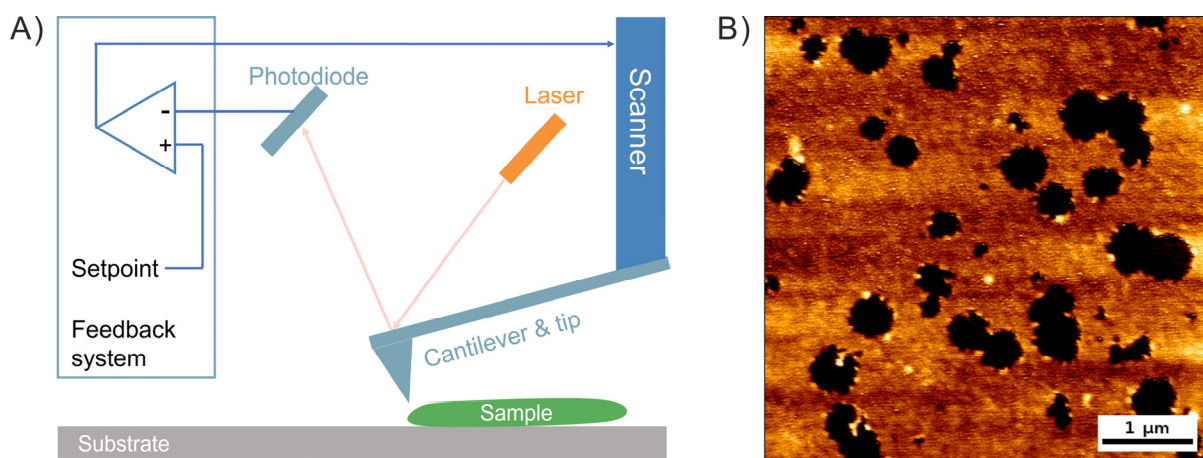 A)
Photodiode
Laser
Scanner
-
+
Setpoint
Feedback
system
Cantilever & tip
Sample
Substrate
B)
1 µm